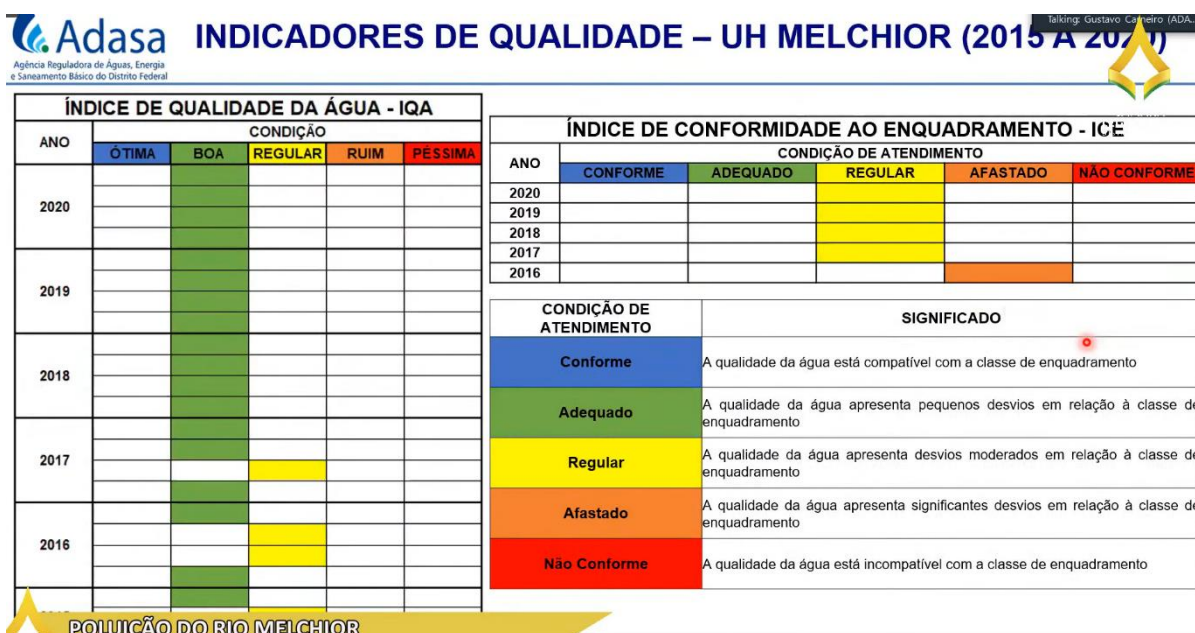 Adasa
Agência Reguladora de Águas, Energia
e Saneamento Básico do Distrito Federal
INDICADORES DE QUALIDADE – UH MELCHIOR (2015 A 2020)
Talking: Gustavo Carneiro (ADA...
ÍNDICE DE QUALIDADE DA ÁGUA - IQA
ANO
CONDIÇÃO
ÓTIMA BOA REGULAR RUIM PÉSSIMA
2020
2019
2018
2017
2016
ÍNDICE DE CONFORMIDADE AO ENQUADRAMENTO - ICE
ANO
CONDIÇÃO DE ATENDIMENTO
CONFORME ADEQUADO REGULAR AFASTADO NÃO CONFORME
2020
2019
2018
2017
2016
CONDIÇÃO DE
ATENDIMENTO
SIGNIFICADO
Conforme
A qualidade da água está compatível com a classe de enquadramento
Adequado
A qualidade da água apresenta pequenos desvios em relação à classe de
enquadramento
Regular
A qualidade da água apresenta desvios moderados em relação à classe de
enquadramento
Afastado
A qualidade da água apresenta significantes desvios em relação à classe de
enquadramento
Não Conforme
A qualidade da água está incompatível com a classe de enquadramento
POLUIÇÃO DO RIO MELCHIOR